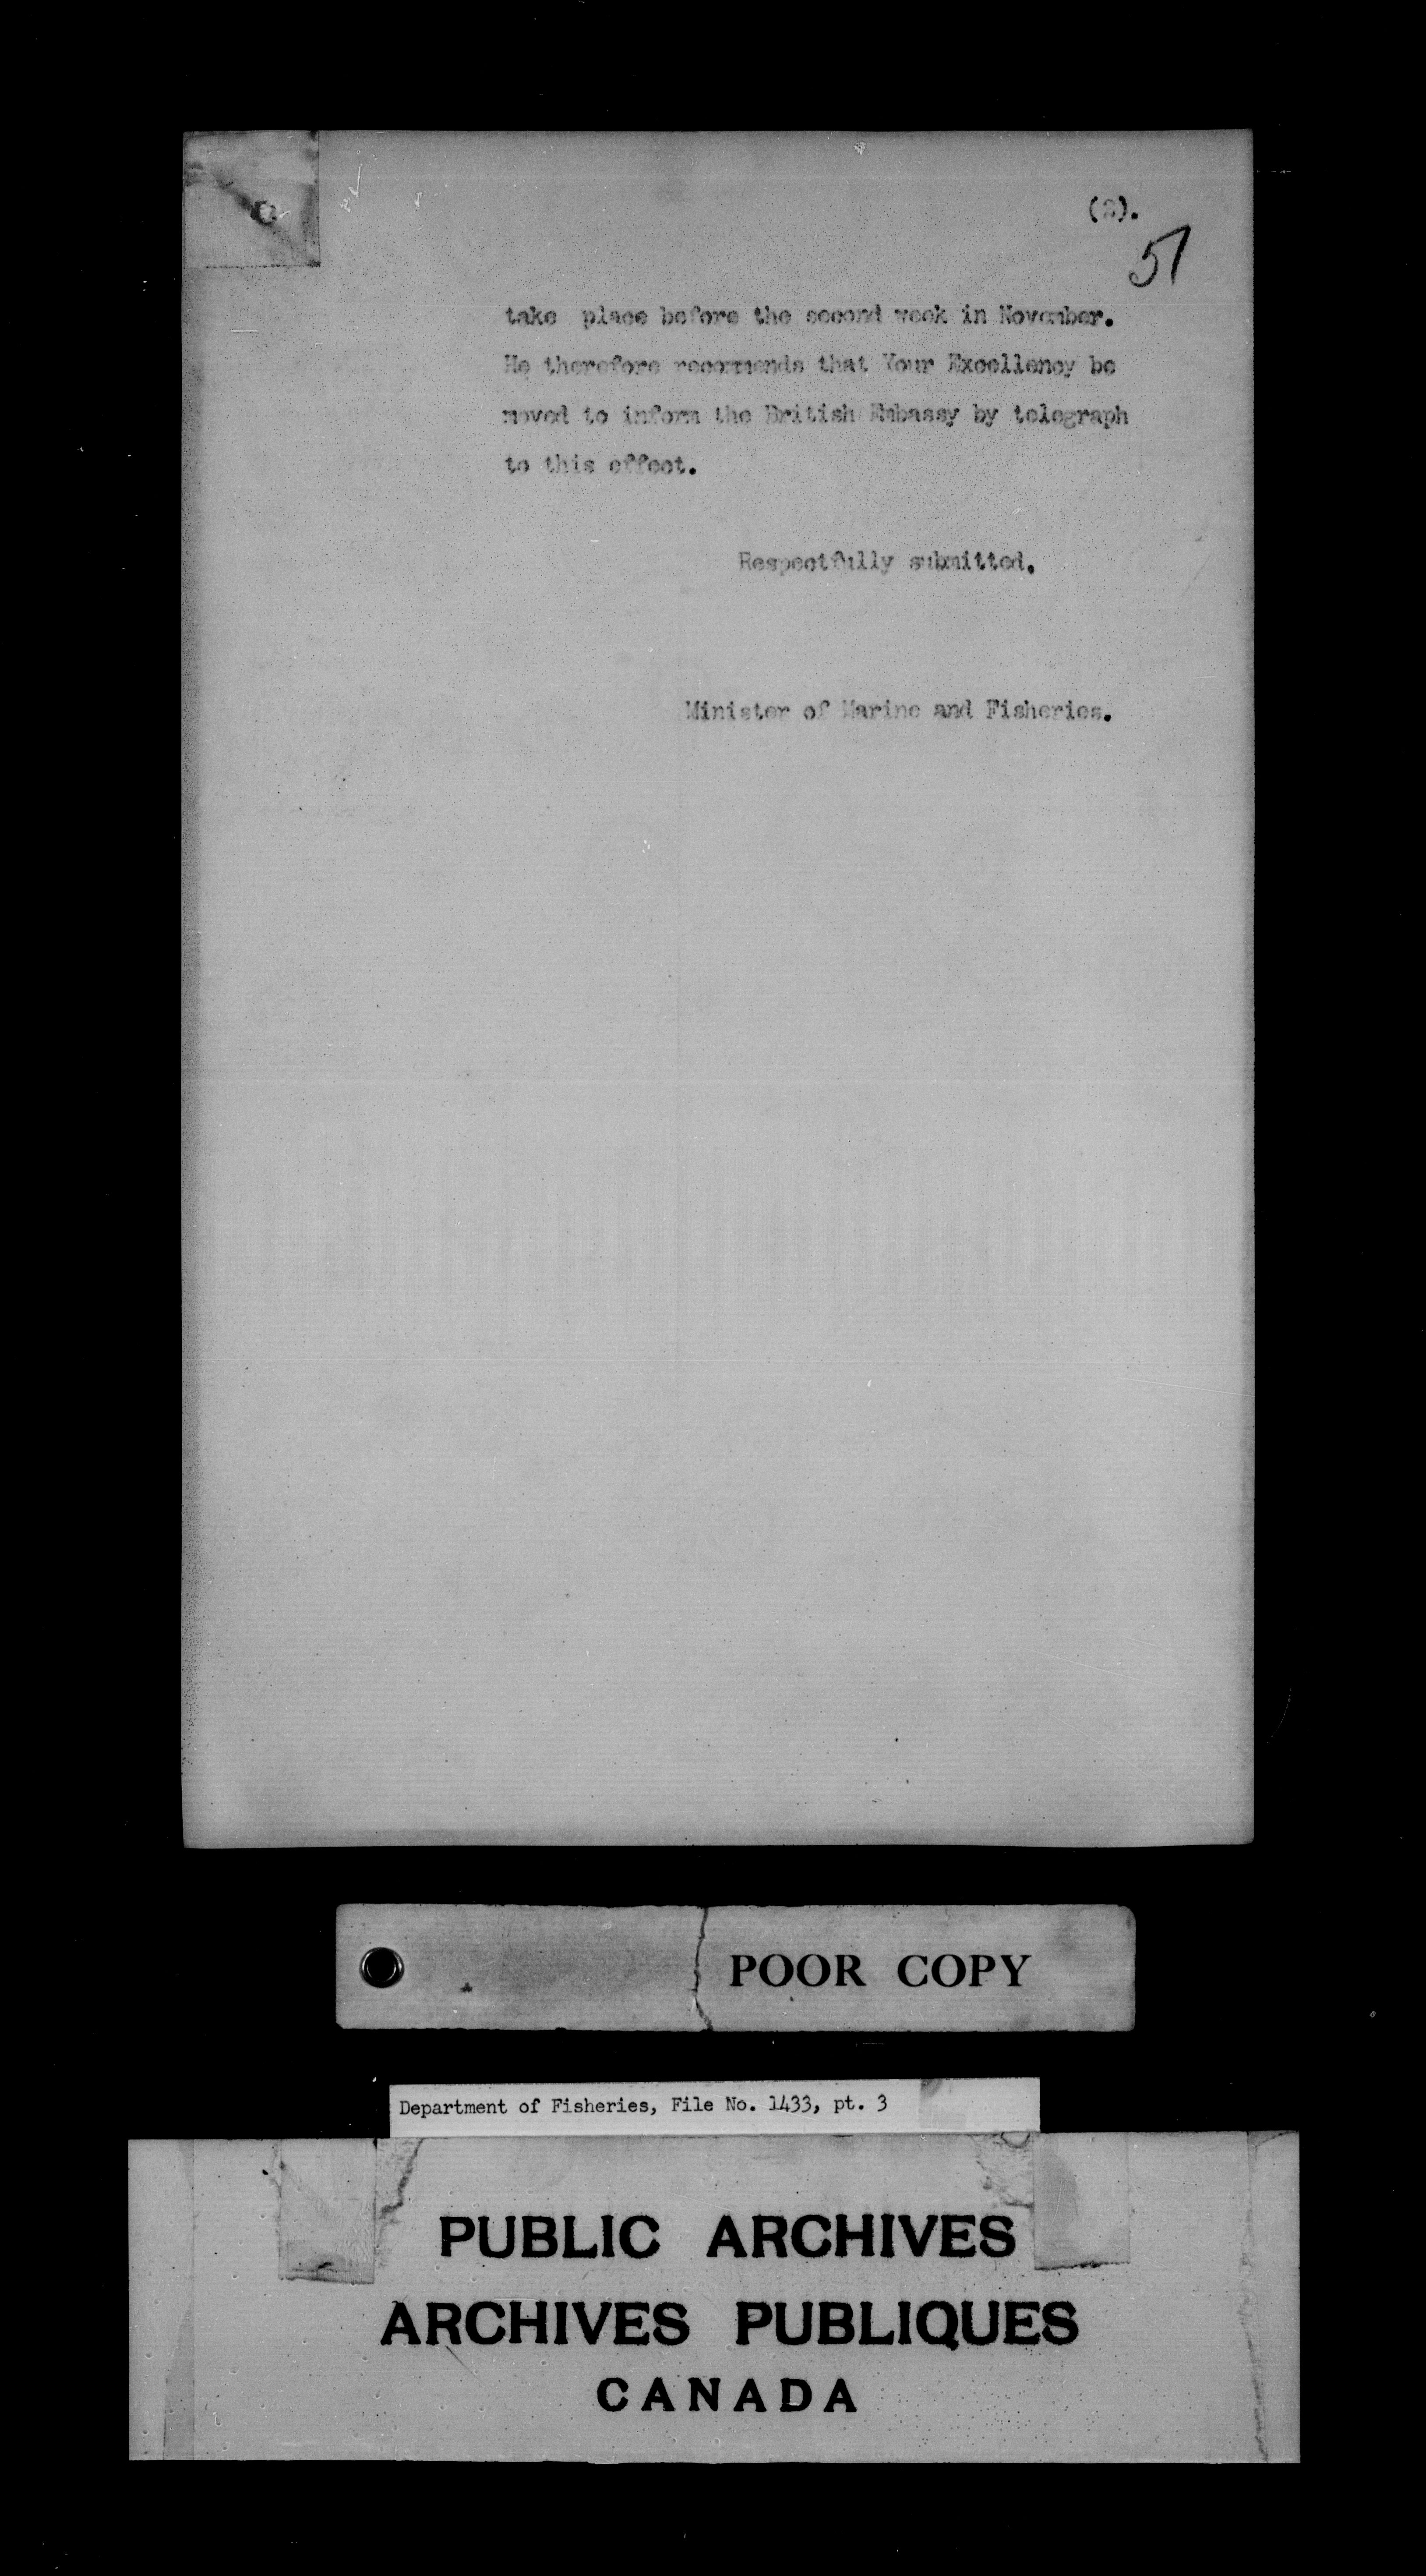 (2).
51
take place before the second week in November.
He therefore recommends that Your Excellency be
moved to inform the British Embassy by telegraph
to this effect.
Respectfully submitted.
Minister of Marine and Fisheries.
POOR COPY
Department of Fisheries, File No. 1433, pt. 3
PUBLIC ARCHIVES
ARCHIVES PUBLIQUES
CANADA